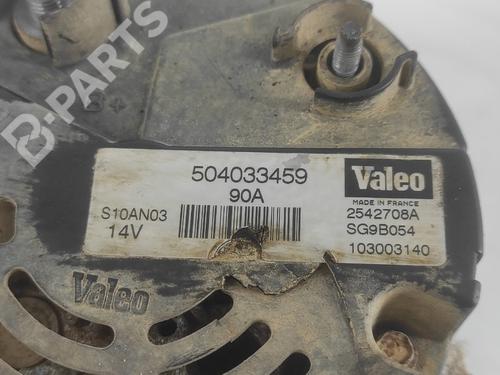 B-PARTS
504033459
90A
S10AN03
14V
Valeo
MADE IN FRANCE
2542708A
SG9B054
103003140
Valeo